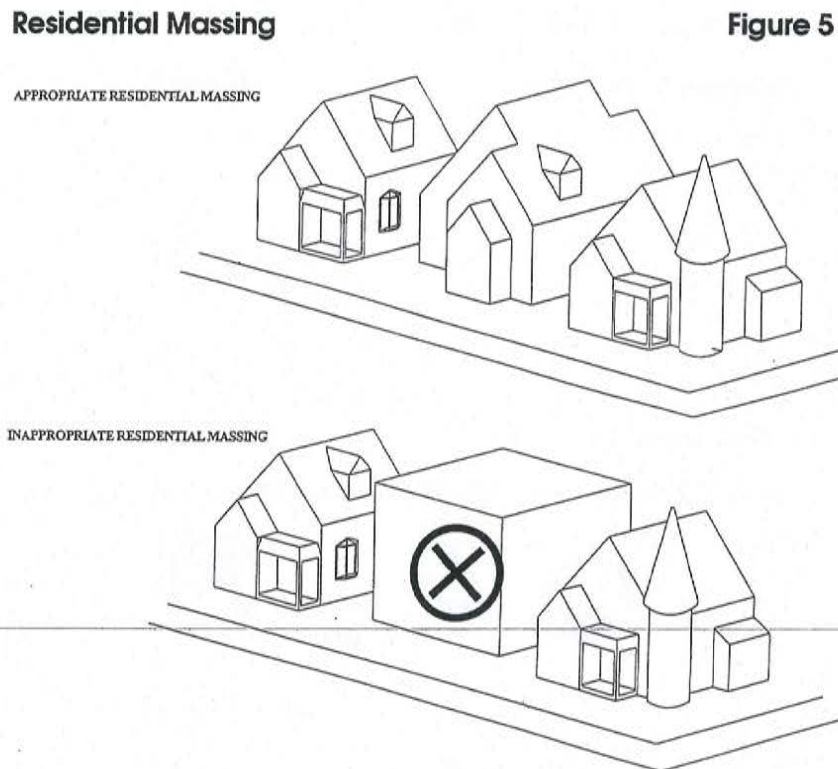 Residential Massing Figure 5
APPROPRIATE RESIDENTIAL MASSING
INAPPROPRIATE RESIDENTIAL MASSING